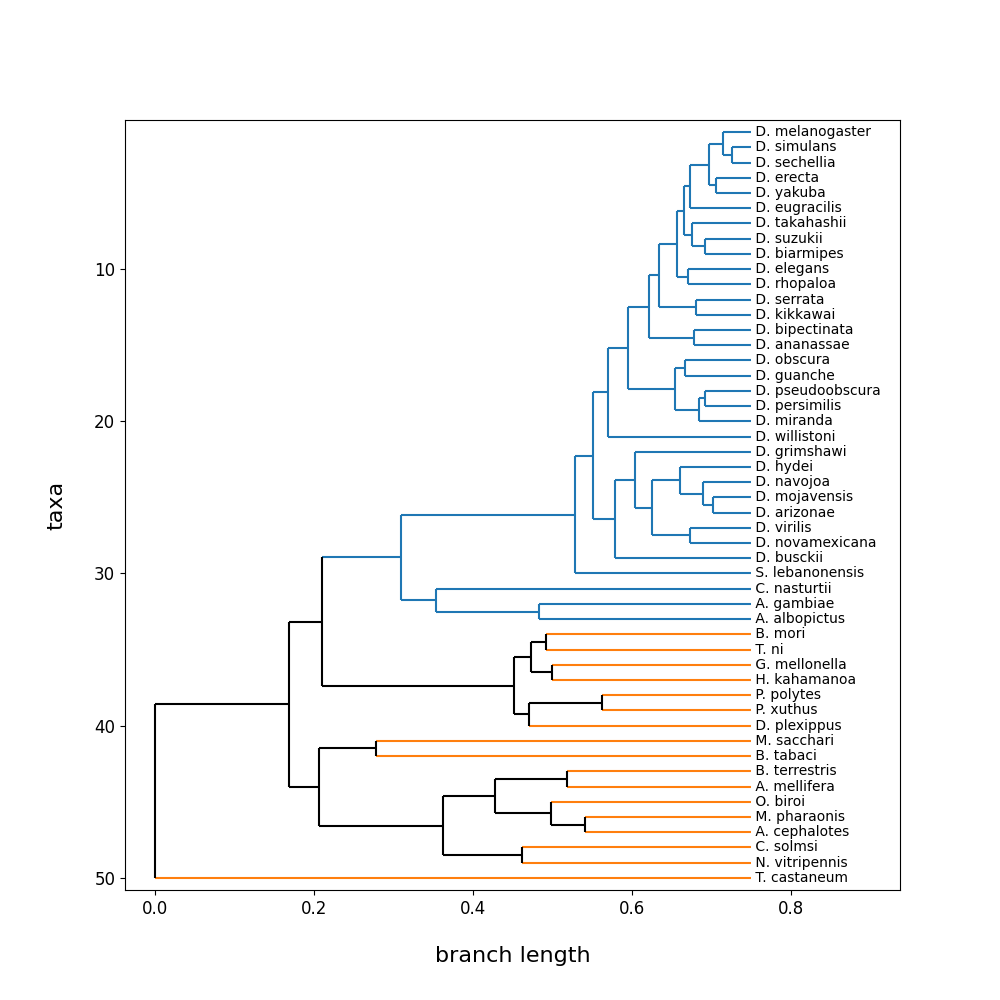 D. melanogaster
D. simulans
D. sechellia
D. erecta
D. yakuba
D. eugracilis
D. takahashii
D. suzukii
D. biarmipes
10
D. elegans
D. rhopaloa
D. serrata
D. kikkawai
D. bipectinata
D. ananassae
D. obscura
D. guanche
D. pseudoobscura
D. persimilis
20
D. miranda
D. willistoni
D. grimshawi
D. hydei
D. navojoa
D. mojavensis
D. arizonae
D. virilis
D. novamexicana
D. busckii
30
S. lebanonensis
C. nasturtii
A. gambiae
A. albopictus
B. mori
T. ni
G. mellonella
H. kahamanoa
P. polytes
P. xuthus
40
D. plexippus
M. sacchari
B. tabaci
B. terrestris
A. mellifera
O. biroi
M. pharaonis
A. cephalotes
C. solmsi
N. vitripennis
50
T. castaneum
taxa
0.0 0.2 0.4 0.6 0.8
branch length